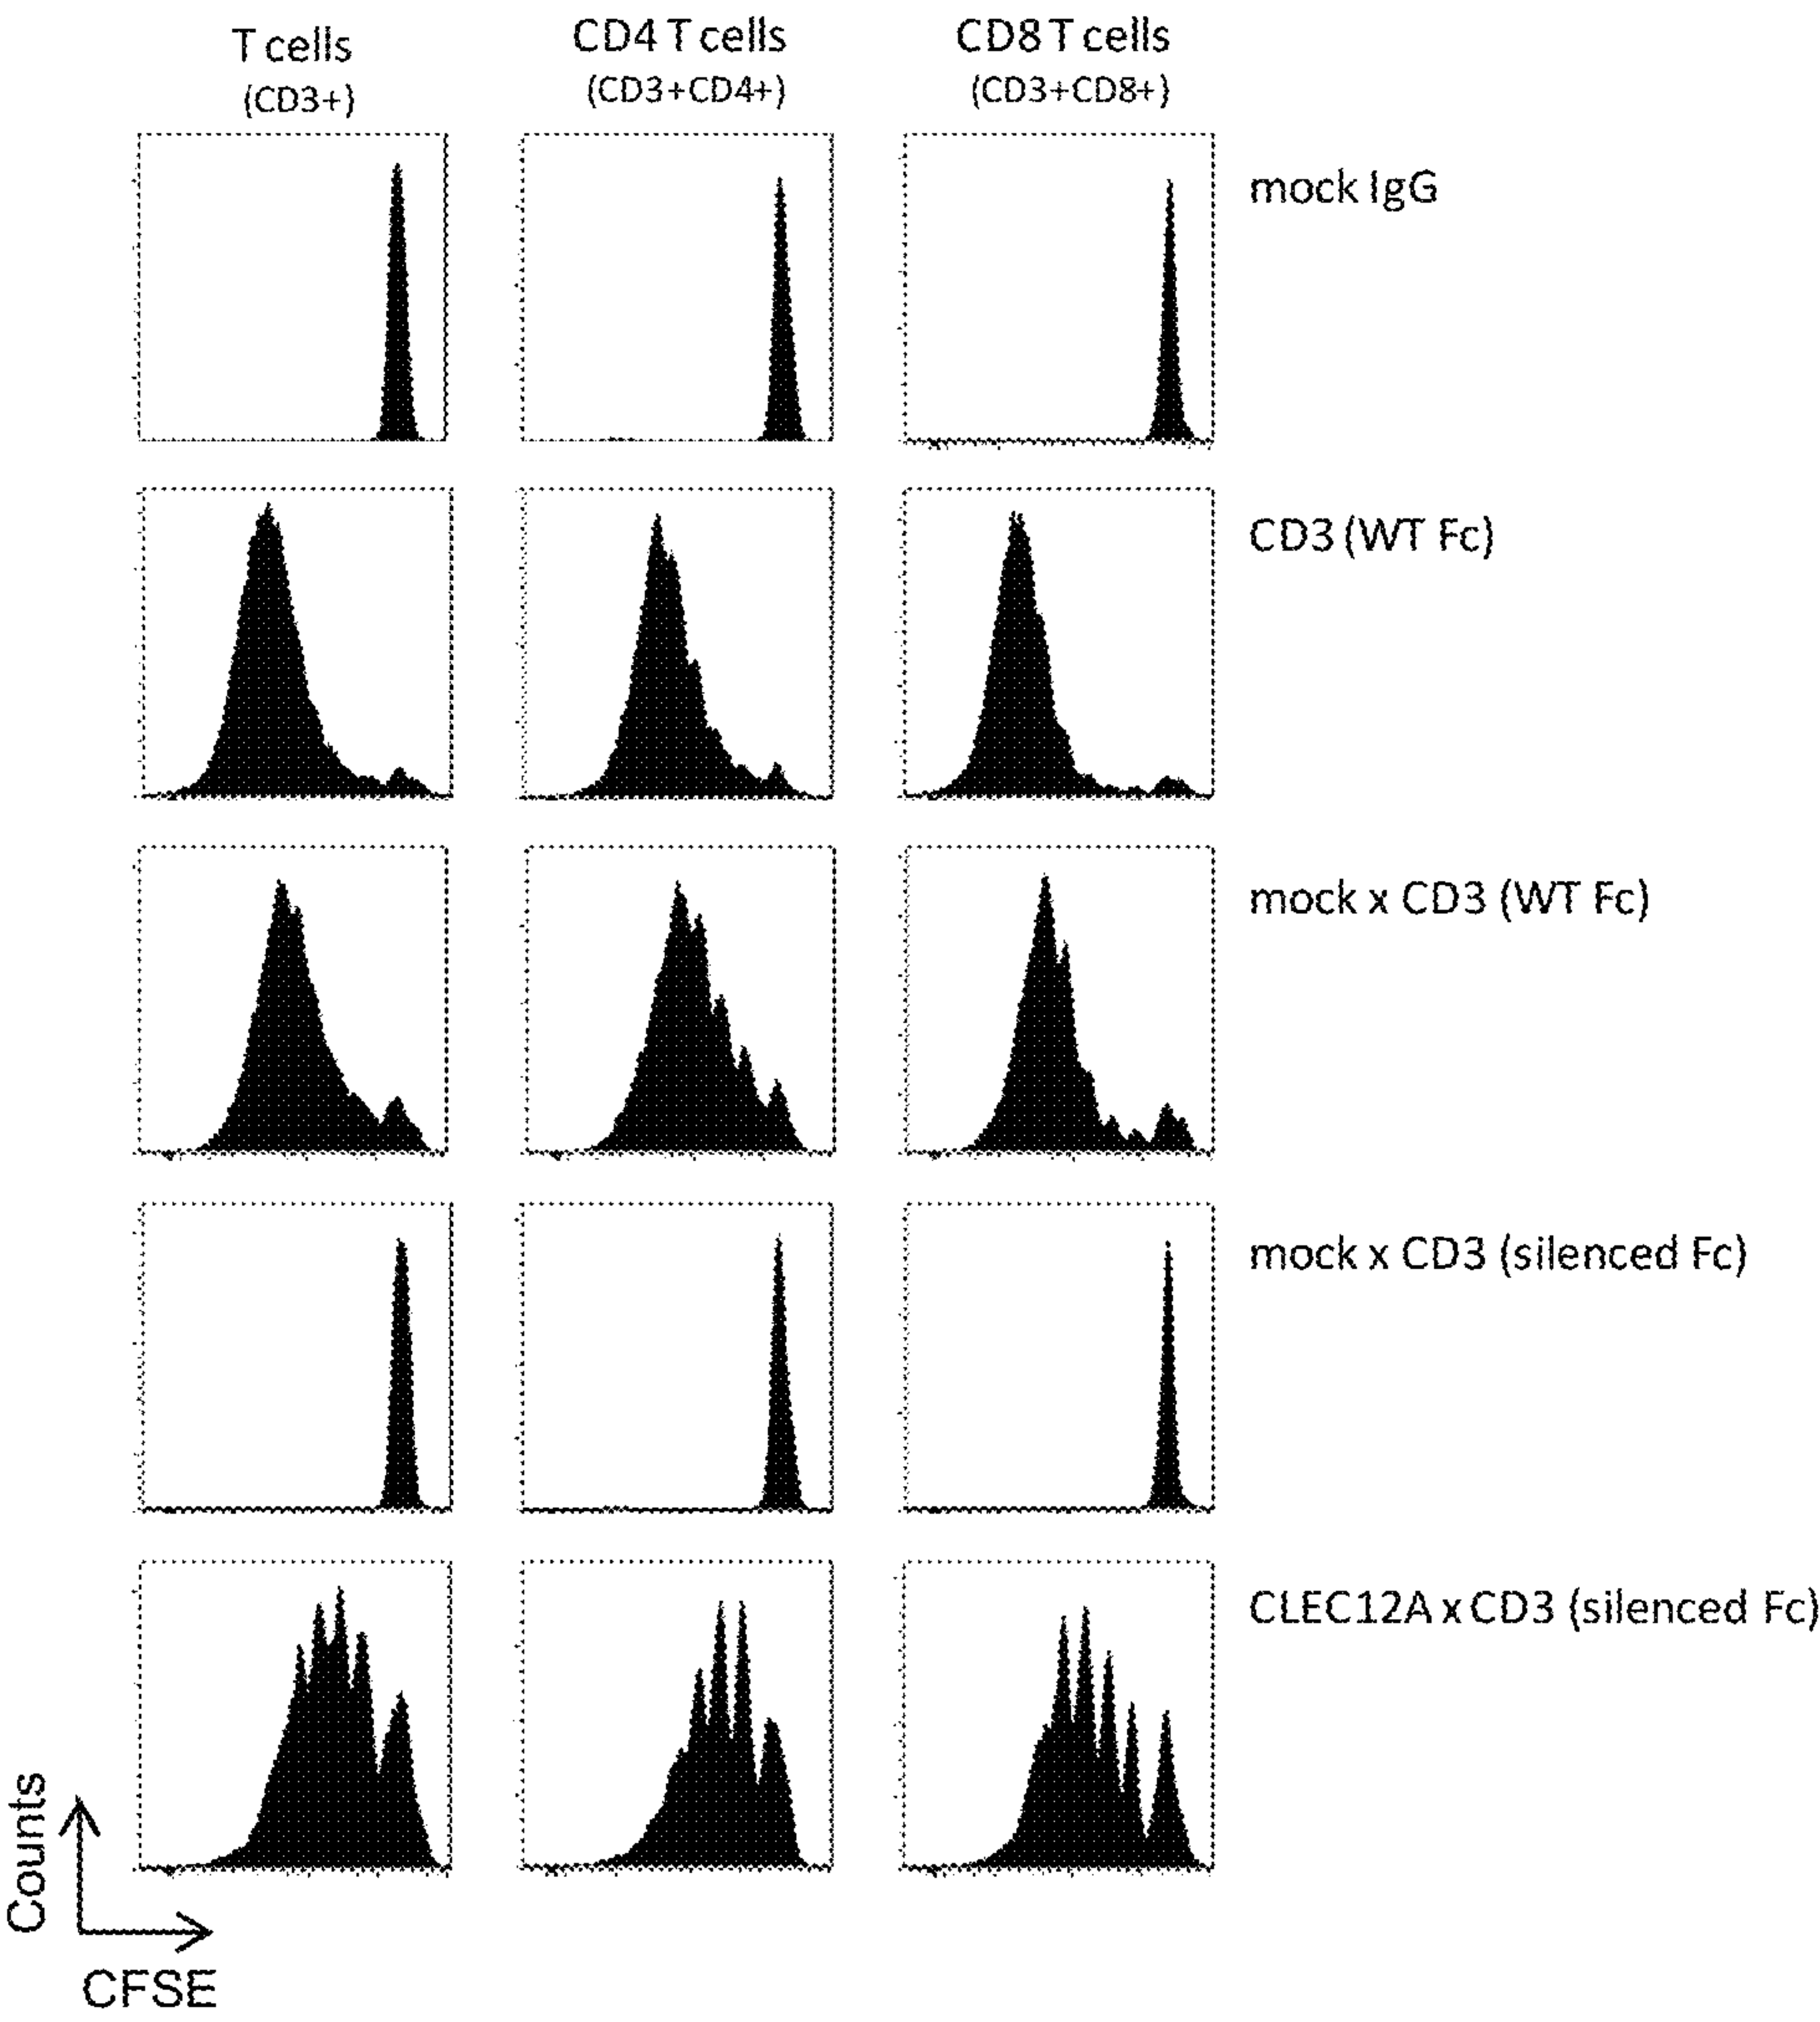 T cells
(CD3+)
CD4 T cells
(CD3+CD4+)
CD8 T cells
(CD3+CD8+)
mock IgG
CD3 (WT Fc)
mock x CD3 (WT Fc)
mock x CD3 (silenced Fc)
CLEC12A x CD3 (silenced Fc)
Counts
CFSE